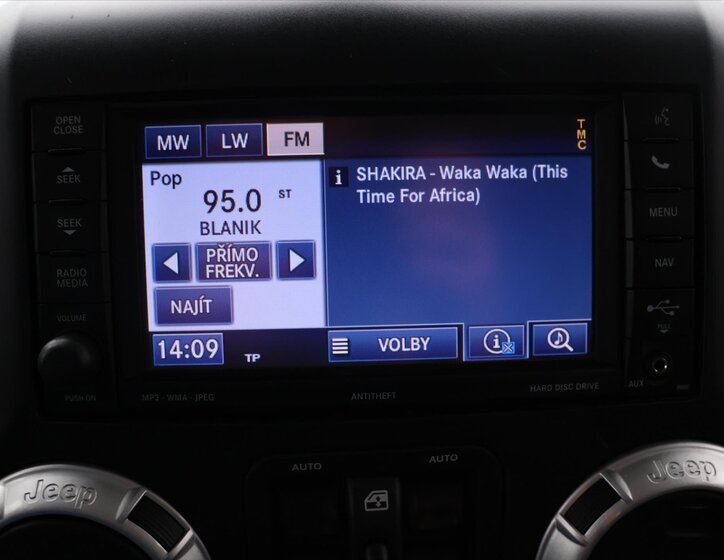 OPEN
CLOSE
SEEK
SEEK
RADIO
MEDIA
VOLUME
PUSH ON
MW LW FM
TMC
Pop
95.0 ST
BLANIK
PŘÍMO
FREKV.
NAJÍT
i SHAKIRA - Waka Waka (This
Time For Africa)
14:09 TP
VOLBY
MENU
NAV
PULL
AUX
MP3 - WMA - JPEG
ANTITHEFT
HARD DISC DRIVE
AUTO
AUTO
Jeep
Jeep